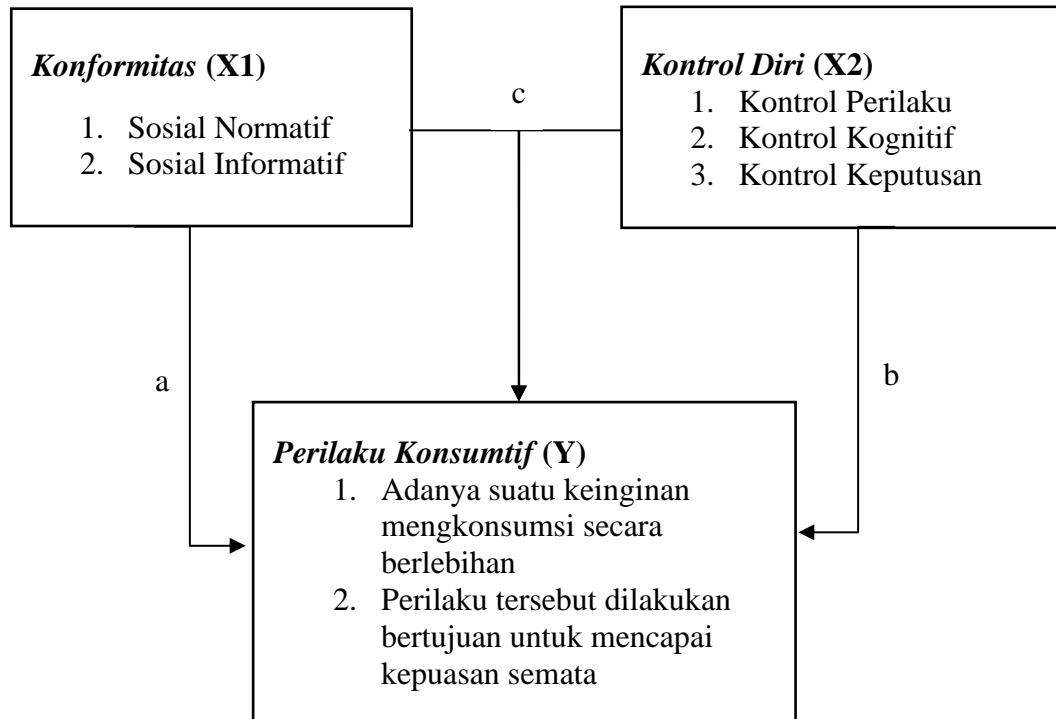 Konformitas (X1)
1. Sosial Normatif
2. Sosial Informatif
c
Kontrol Diri (X2)
1. Kontrol Perilaku
2. Kontrol Kognitif
3. Kontrol Keputusan
a
b
Perilaku Konsumtif (Y)
1. Adanya suatu keinginan
mengkonsumsi secara
berlebihan
2. Perilaku tersebut dilakukan
bertujuan untuk mencapai
kepuasan semata